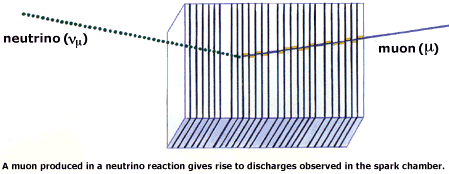 neutrino (νμ)
muon (μ)
A muon produced in a neutrino reaction gives rise to discharges observed in the spark chamber.